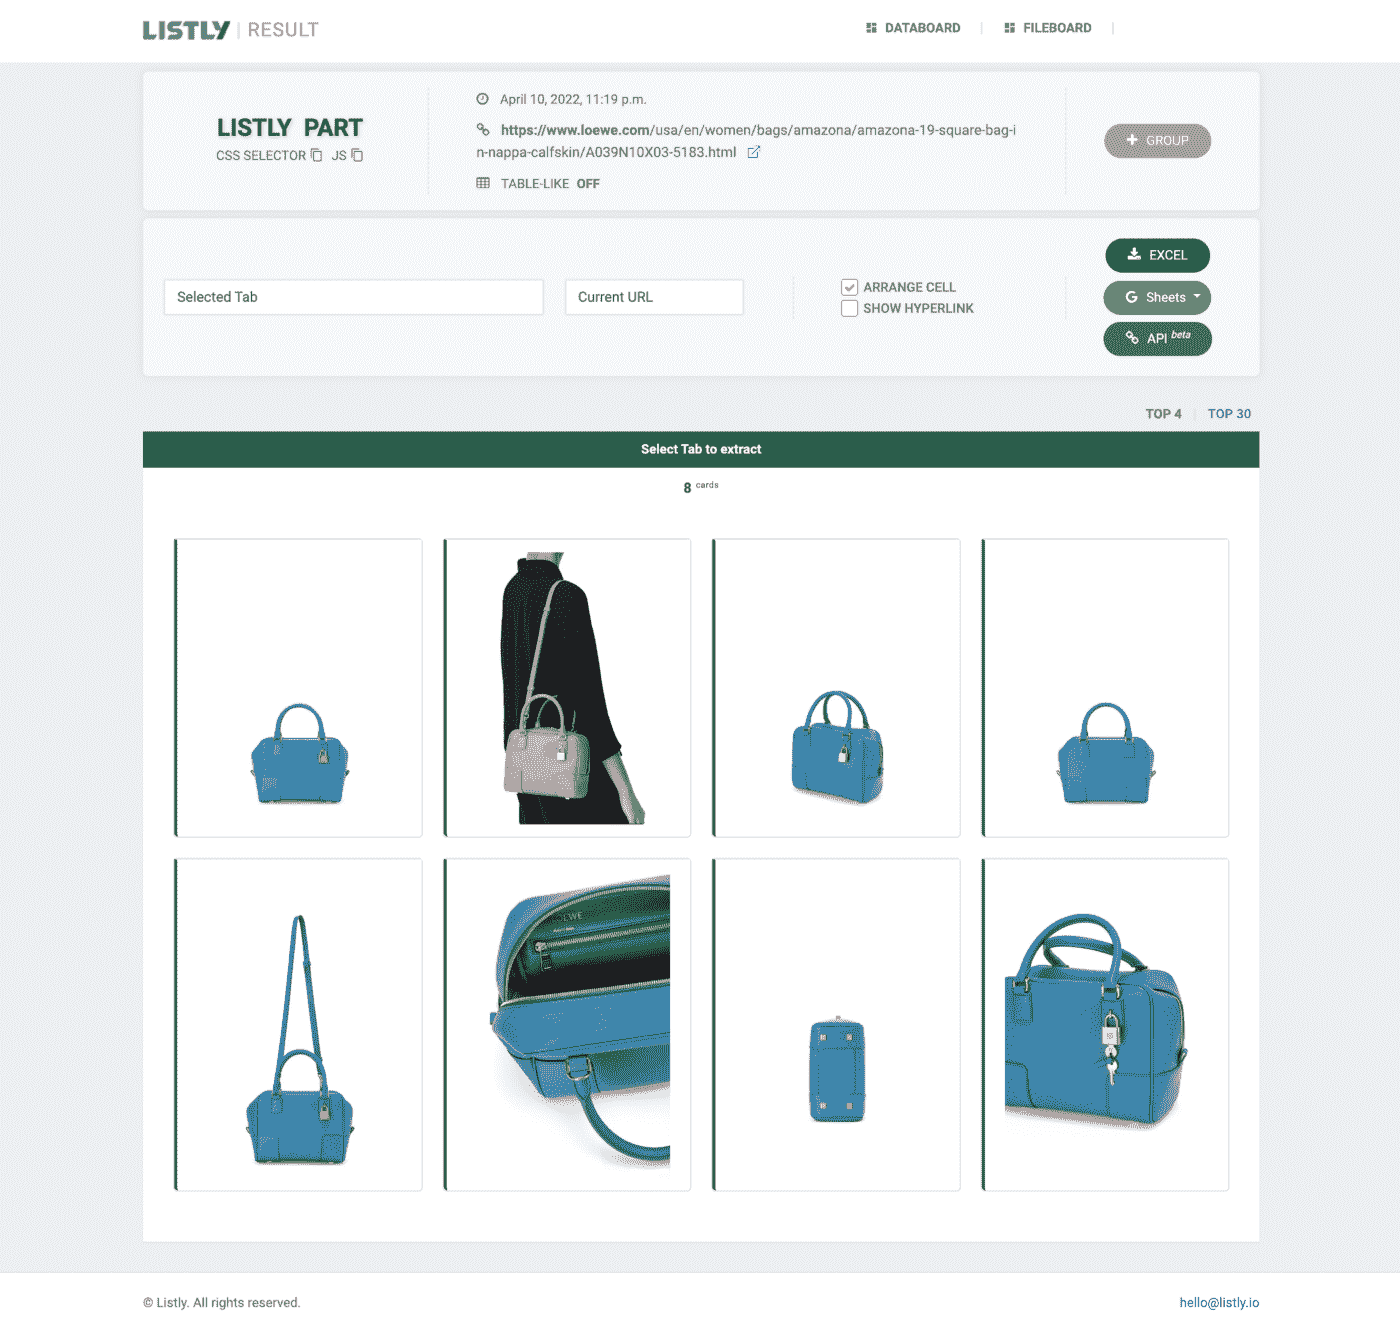 LISTLY | RESULT
DATABOARD
FILEBOARD
LISTLY PART
CSS SELECTOR JS
April 10, 2022, 11:19 p.m.
https://www.loewe.com/usa/en/women/bags/amazona/amazona-19-square-bag-i
n-nappa-calfskin/A039N10X03-5183.html
TABLE-LIKE OFF
+ GROUP
Selected Tab
Current URL
ARRANGE CELL
SHOW HYPERLINK
EXCEL
G Sheets
API beta
TOP 4
TOP 30
Select Tab to extract
8 cards
LOEWE
© Listly. All rights reserved.
hello@listly.io